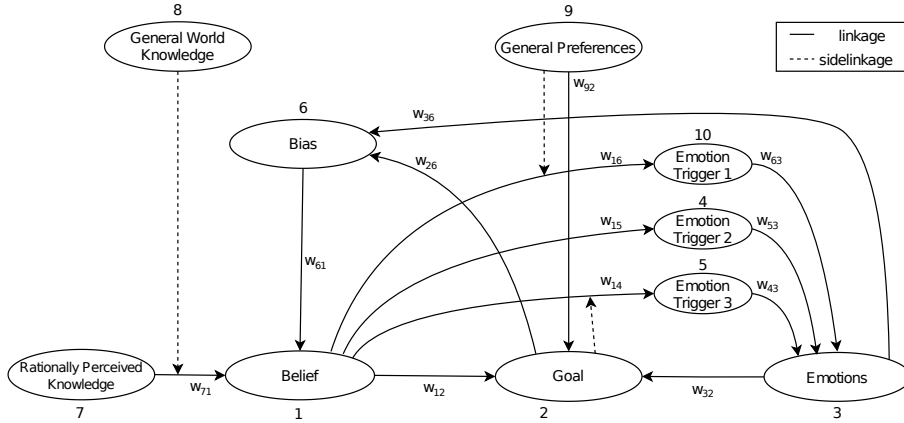 8
General World
Knowledge
9
General Preferences
linkage
sidelinkage
w92
6
Bias
w36
w26
10
Emotion
Trigger 1
w16
w63
4
Emotion
Trigger 2
w15
w53
5
Emotion
Trigger 3
w14
w43
w61
Rationally Perceived
Knowledge
7
w71
Belief
1
w12
Goal
2
w32
Emotions
3